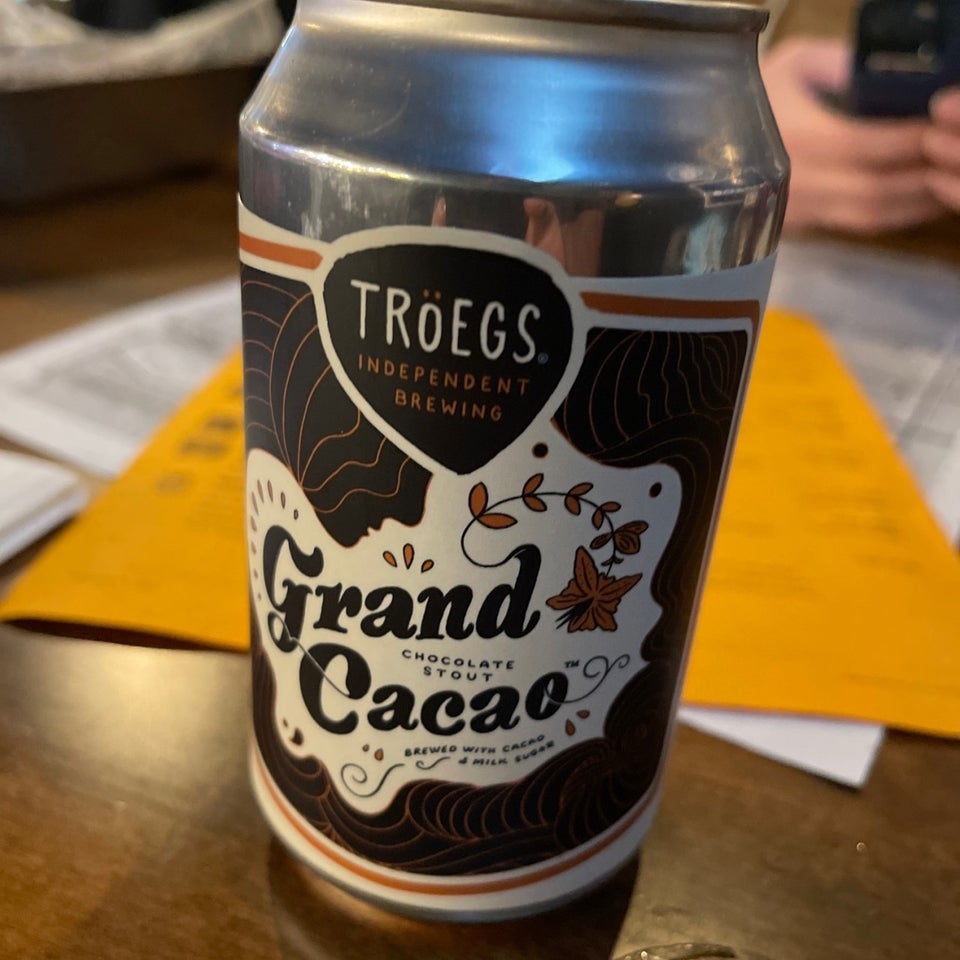 TRöEGS®
INDEPENDENT
BREWING
Grand
CHOCOLATE
STOUT
Cacao™
BREWED WITH CACAO
& MILK SUGAR